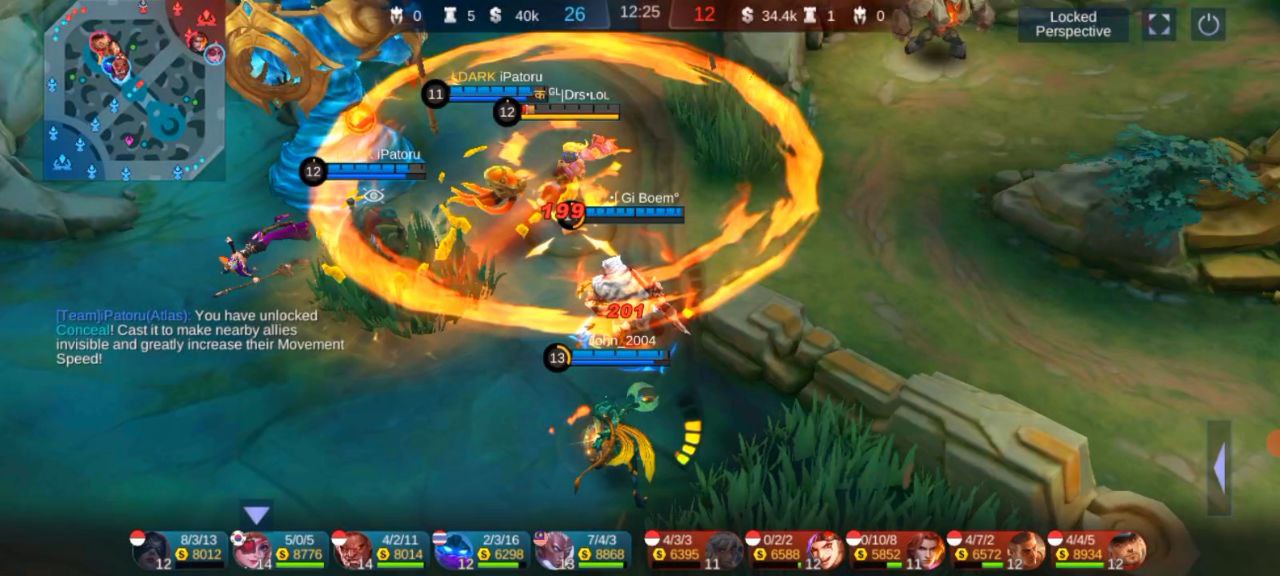 0 5 $ 40k 26 12:25 12 $ 34.4k 1 0
Locked
Perspective
DARK iPatoru
11
GL|Drs•LOL
12
iPatoru
12
Gi Boem°
199
201
John_2004
13
[Team]iPatoru(Atlas): You have unlocked
Conceal! Cast it to make nearby allies
invisible and greatly increase their Movement
Speed!
8/3/13 5/0/5 4/2/11 2/3/16 7/4/3 4/3/3 0/2/2 0/10/8 4/7/2 4/4/5
8012 8776 8014 6298 8868 6395 6588 5852 6572 8934
12 14 14 12 13 11 12 11 12 12